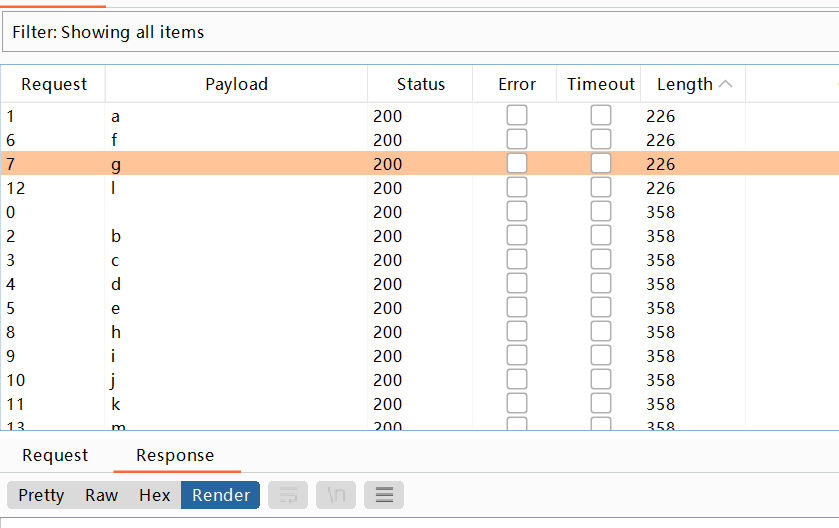 Filter: Showing all items
Request Payload Status Error Timeout Length
1 a 200 226
6 f 200 226
7 g 200 226
12 l 200 226
0 200 358
2 b 200 358
3 c 200 358
4 d 200 358
5 e 200 358
8 h 200 358
9 i 200 358
10 j 200 358
11 k 200 358
13 m 200 358
Request Response
Pretty Raw Hex Render \n